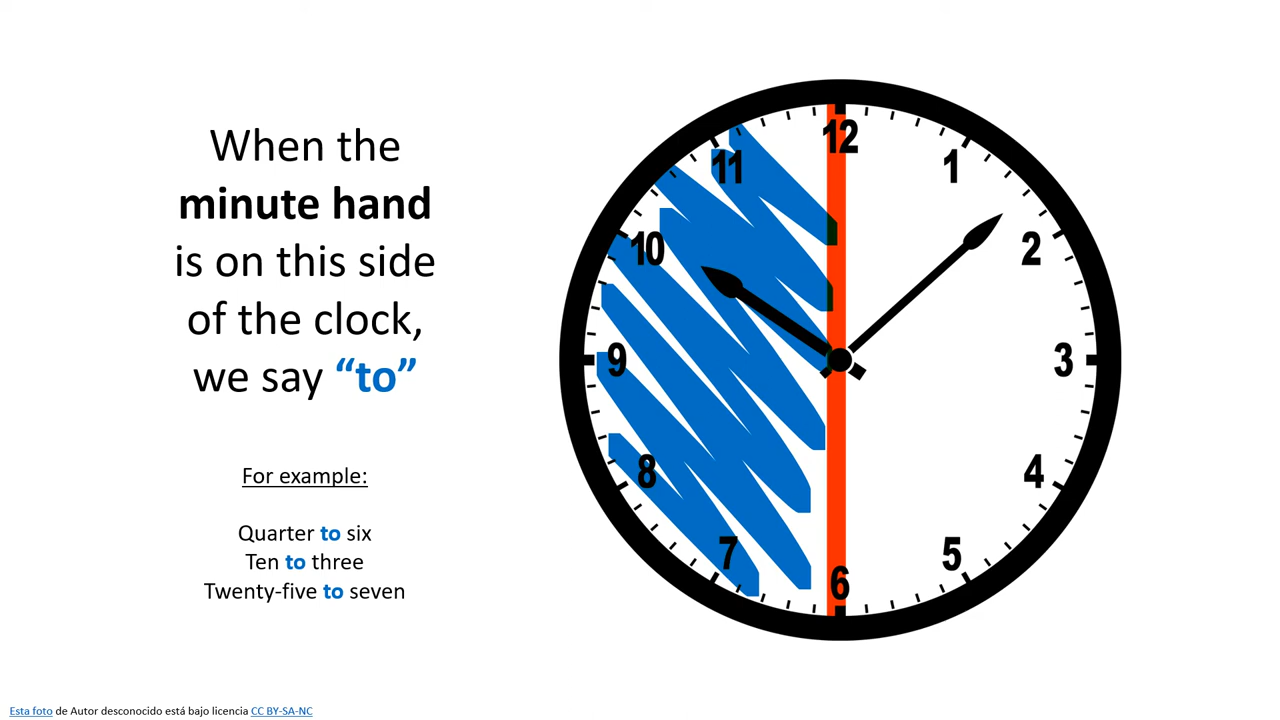 When the
minute hand
is on this side
of the clock,
we say “to”
For example:
Quarter to six
Ten to three
Twenty-five to seven
12
1
2
3
4
5
6
7
8
9
10
11
Esta foto de Autor desconocido está bajo licencia CC BY-SA-NC